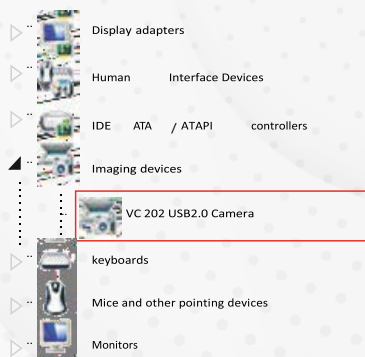 Display adapters
Human Interface Devices
IDE ATA / ATAPI controllers
Imaging devices
VC 202 USB2.0 Camera
keyboards
Mice and other pointing devices
Monitors